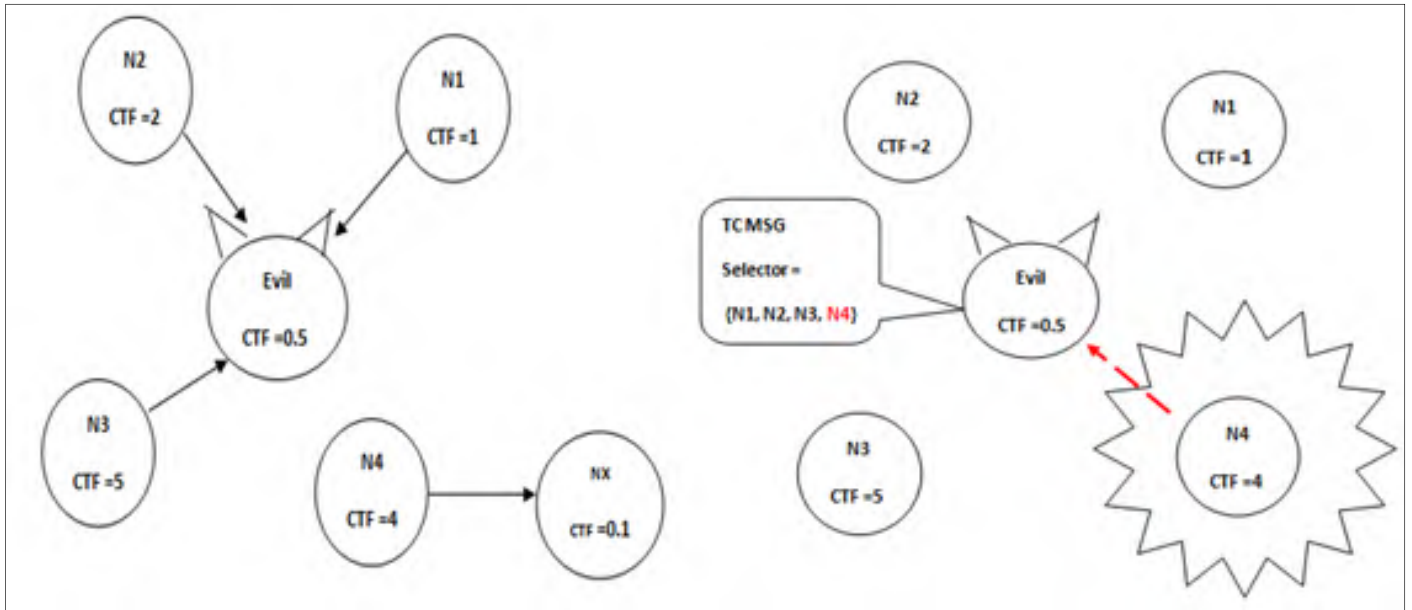 N2
CTF =2
N1
CTF =1
Evil
CTF =0.5
N3
CTF =5
N4
CTF =4
NX
CTF =0.1
N2
CTF =2
N1
CTF =1
TC MSG
Selector =
{N1, N2, N3, N4}
Evil
CTF =0.5
N3
CTF =5
N4
CTF =4